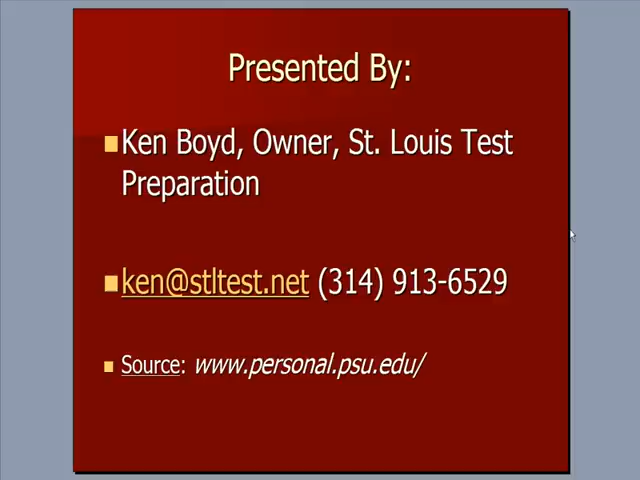 Presented By:
Ken Boyd, Owner, St. Louis Test
Preparation
ken@stltest.net (314) 913-6529
Source: www.personal.psu.edu/